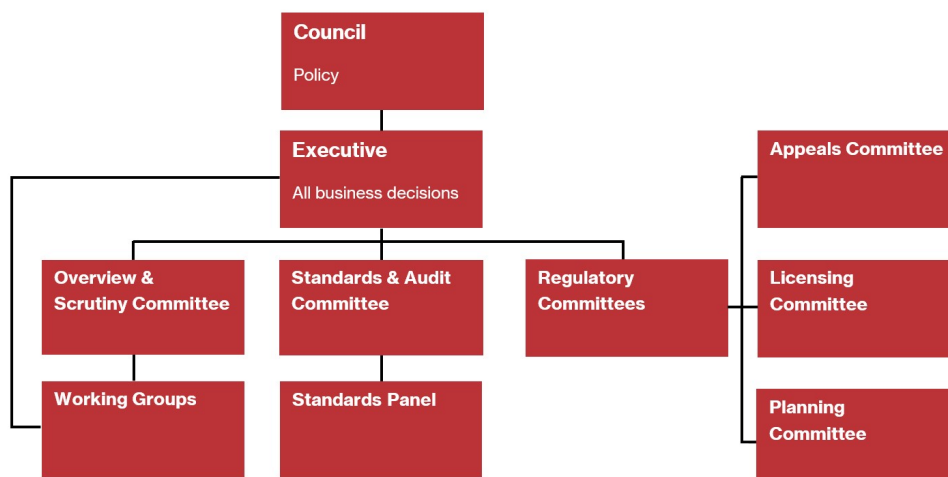 Council
Policy
Executive
All business decisions
Appeals Committee
Overview &
Scrutiny Committee
Standards & Audit
Committee
Regulatory
Committees
Licensing
Committee
Working Groups
Standards Panel
Planning
Committee